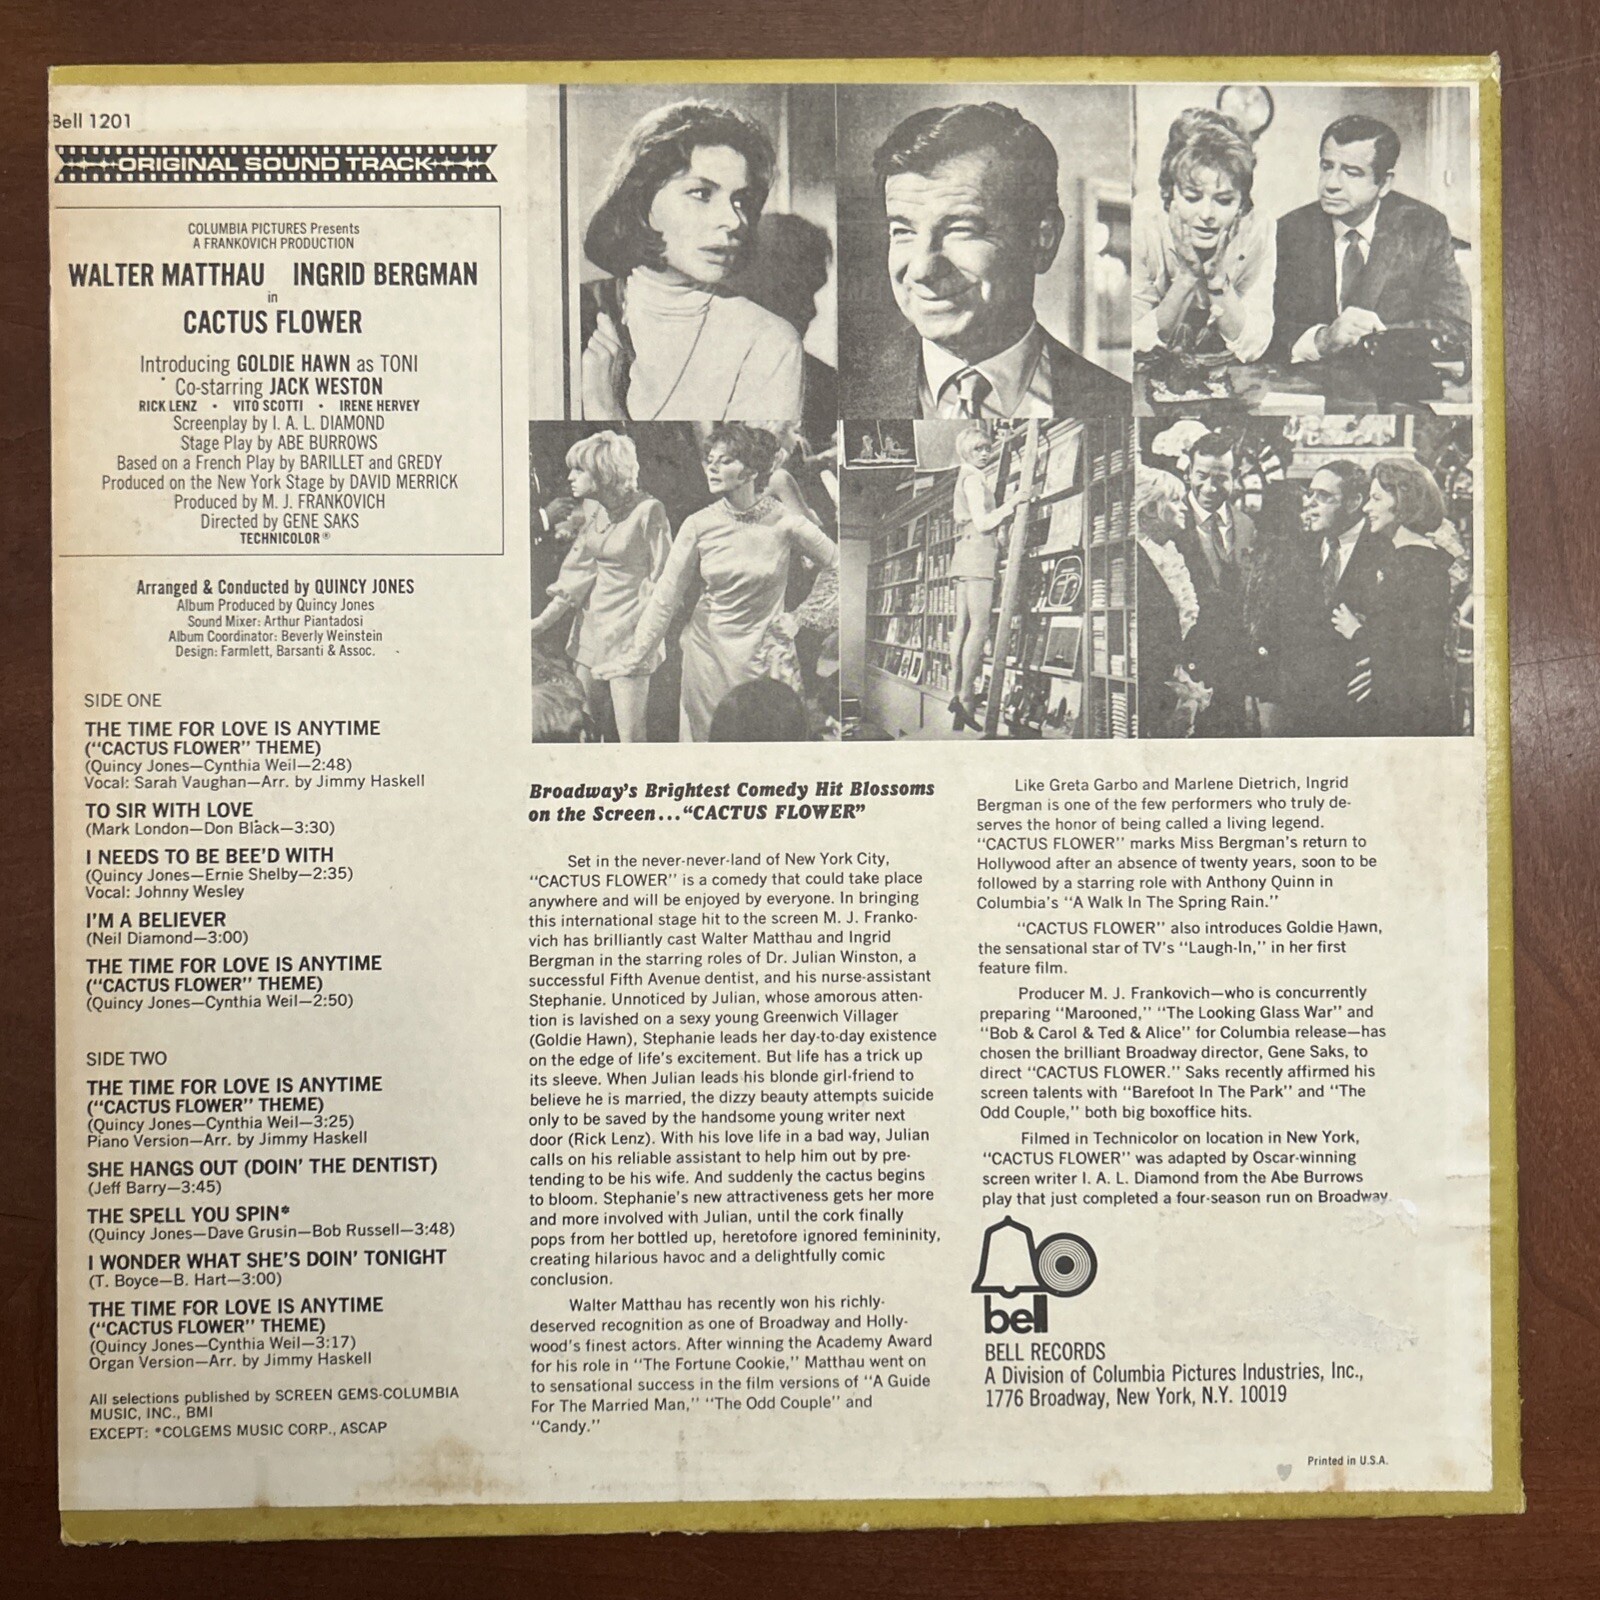 Bell 1201
ORIGINAL SOUND TRACK
COLUMBIA PICTURES Presents
A FRANKOVICH PRODUCTION
WALTER MATTHAU INGRID BERGMAN
in
CACTUS FLOWER
Introducing GOLDIE HAWN as TONI
Co-starring JACK WESTON
RICK LENZ • VITO SCOTTI • IRENE HERVEY
Screenplay by I. A. L. DIAMOND
Stage Play by ABE BURROWS
Based on a French Play by BARILLET and GREDY
Produced on the New York Stage by DAVID MERRICK
Produced by M. J. FRANKOVICH
Directed by GENE SAKS
TECHNICOLOR®
Arranged & Conducted by QUINCY JONES
Album Produced by Quincy Jones
Sound Mixer: Arthur Piantadosi
Album Coordinator: Beverly Weinstein
Design: Farmlett, Barsanti & Assoc.
SIDE ONE
THE TIME FOR LOVE IS ANYTIME
("CACTUS FLOWER" THEME)
(Quincy Jones—Cynthia Weil—2:48)
Vocal: Sarah Vaughan—Arr. by Jimmy Haskell
TO SIR WITH LOVE
(Mark London—Don Black—3:30)
I NEEDS TO BE BEE'D WITH
(Quincy Jones—Ernie Shelby—2:35)
Vocal: Johnny Wesley
I'M A BELIEVER
(Neil Diamond—3:00)
THE TIME FOR LOVE IS ANYTIME
("CACTUS FLOWER" THEME)
(Quincy Jones—Cynthia Weil—2:50)
SIDE TWO
THE TIME FOR LOVE IS ANYTIME
("CACTUS FLOWER" THEME)
(Quincy Jones—Cynthia Weil—3:25)
Piano Version—Arr. by Jimmy Haskell
SHE HANGS OUT (DOIN' THE DENTIST)
(Jeff Barry—3:45)
THE SPELL YOU SPIN*
(Quincy Jones—Dave Grusin—Bob Russell—3:48)
I WONDER WHAT SHE'S DOIN' TONIGHT
(T. Boyce—B. Hart—3:00)
THE TIME FOR LOVE IS ANYTIME
("CACTUS FLOWER" THEME)
(Quincy Jones—Cynthia Weil—3:17)
Organ Version—Arr. by Jimmy Haskell
All selections published by SCREEN GEMS-COLUMBIA
MUSIC, INC., BMI
EXCEPT: *COLGEMS MUSIC CORP., ASCAP
Broadway's Brightest Comedy Hit Blossoms
on the Screen..."CACTUS FLOWER"
Set in the never-never-land of New York City,
"CACTUS FLOWER" is a comedy that could take place
anywhere and will be enjoyed by everyone. In bringing
this international stage hit to the screen M. J. Franko-
vich has brilliantly cast Walter Matthau and Ingrid
Bergman in the starring roles of Dr. Julian Winston, a
successful Fifth Avenue dentist, and his nurse-assistant
Stephanie. Unnoticed by Julian, whose amorous atten-
tion is lavished on a sexy young Greenwich Villager
(Goldie Hawn), Stephanie leads her day-to-day existence
on the edge of life's excitement. But life has a trick up
its sleeve. When Julian leads his blonde girl-friend to
believe he is married, the dizzy beauty attempts suicide
only to be saved by the handsome young writer next
door (Rick Lenz). With his love life in a bad way, Julian
calls on his reliable assistant to help him out by pre-
tending to be his wife. And suddenly the cactus begins
to bloom. Stephanie's new attractiveness gets her more
and more involved with Julian, until the cork finally
pops from her bottled up, heretofore ignored femininity,
creating hilarious havoc and a delightfully comic
conclusion.
Walter Matthau has recently won his richly-
deserved recognition as one of Broadway and Holly-
wood's finest actors. After winning the Academy Award
for his role in "The Fortune Cookie," Matthau went on
to sensational success in the film versions of "A Guide
For The Married Man," "The Odd Couple" and
"Candy."
Like Greta Garbo and Marlene Dietrich, Ingrid
Bergman is one of the few performers who truly de-
serves the honor of being called a living legend.
"CACTUS FLOWER" marks Miss Bergman's return to
Hollywood after an absence of twenty years, soon to be
followed by a starring role with Anthony Quinn in
Columbia's "A Walk In The Spring Rain."
"CACTUS FLOWER" also introduces Goldie Hawn,
the sensational star of TV's "Laugh-In," in her first
feature film.
Producer M. J. Frankovich—who is concurrently
preparing "Marooned," "The Looking Glass War" and
"Bob & Carol & Ted & Alice" for Columbia release—has
chosen the brilliant Broadway director, Gene Saks, to
direct "CACTUS FLOWER." Saks recently affirmed his
screen talents with "Barefoot In The Park" and "The
Odd Couple," both big boxoffice hits.
Filmed in Technicolor on location in New York,
"CACTUS FLOWER" was adapted by Oscar-winning
screen writer I. A. L. Diamond from the Abe Burrows
play that just completed a four-season run on Broadway.
bell
BELL RECORDS
A Division of Columbia Pictures Industries, Inc.,
1776 Broadway, New York, N.Y. 10019
Printed in U.S.A.